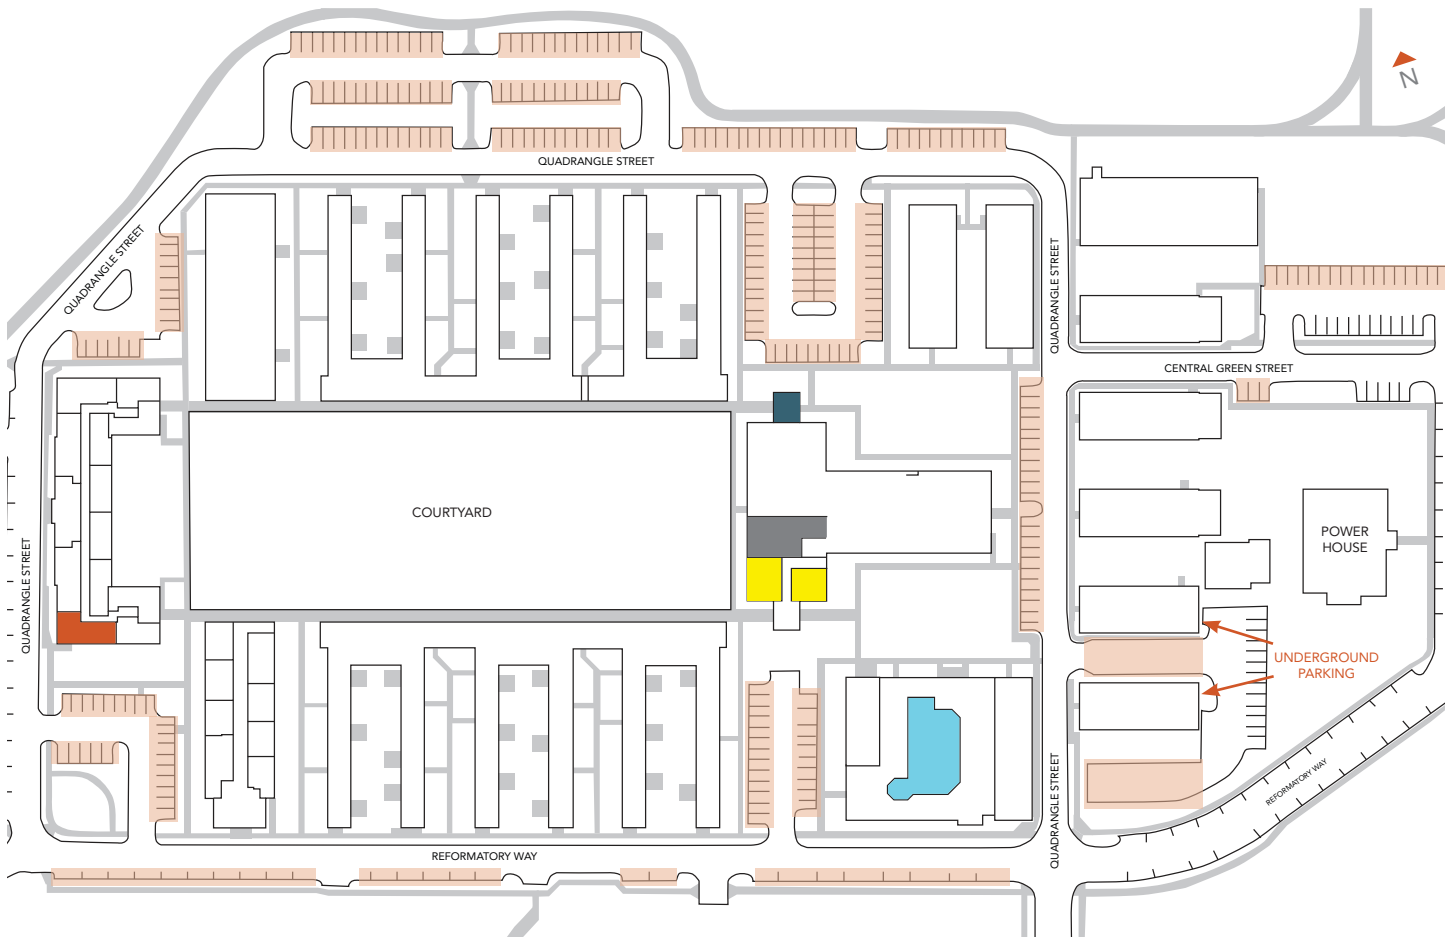 N
QUADRANGLE STREET
QUADRANGLE STREET
QUADRANGLE STREET
CENTRAL GREEN STREET
COURTYARD
POWER
HOUSE
QUADRANGLE STREET
UNDERGROUND
PARKING
REFORMATORY WAY
QUADRANGLE STREET
REFORMATORY WAY